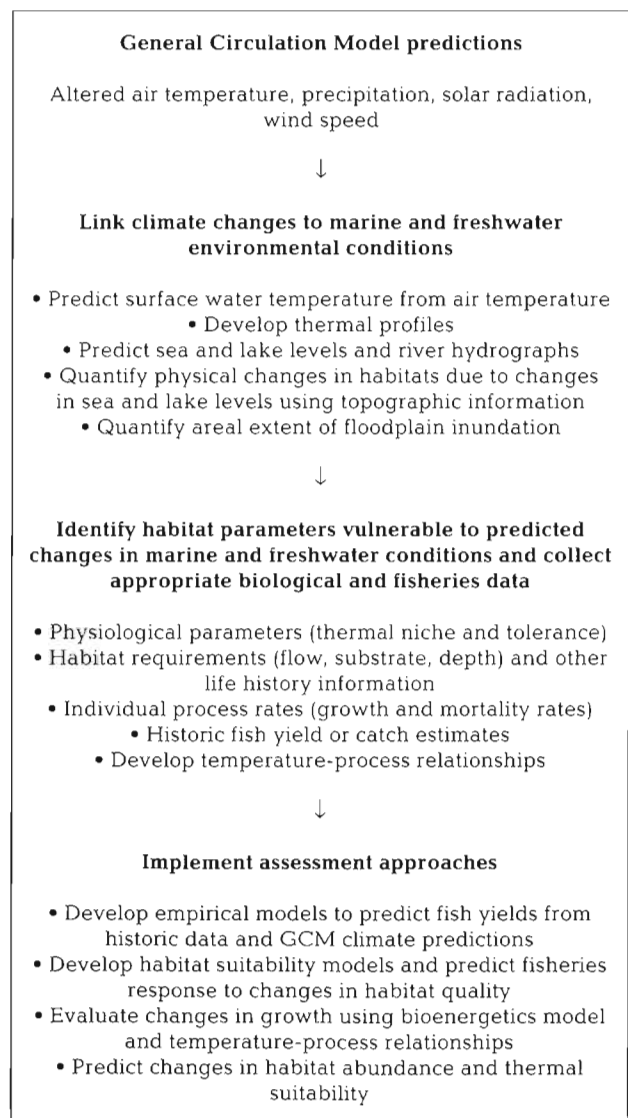 General Circulation Model predictions
Altered air temperature, precipitation, solar radiation,
wind speed
↓
Link climate changes to marine and freshwater
environmental conditions
• Predict surface water temperature from air temperature
• Develop thermal profiles
• Predict sea and lake levels and river hydrographs
• Quantify physical changes in habitats due to changes
in sea and lake levels using topographic information
• Quantify areal extent of floodplain inundation
↓
Identify habitat parameters vulnerable to predicted
changes in marine and freshwater conditions and collect
appropriate biological and fisheries data
• Physiological parameters (thermal niche and tolerance)
• Habitat requirements (flow, substrate, depth) and other
life history information
• Individual process rates (growth and mortality rates)
• Historic fish yield or catch estimates
• Develop temperature-process relationships
↓
Implement assessment approaches
• Develop empirical models to predict fish yields from
historic data and GCM climate predictions
• Develop habitat suitability models and predict fisheries
response to changes in habitat quality
• Evaluate changes in growth using bioenergetics model
and temperature-process relationships
• Predict changes in habitat abundance and thermal
suitability